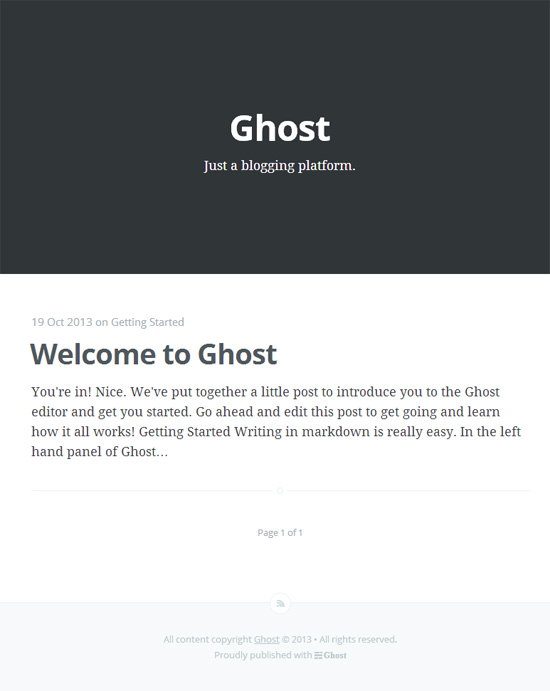 Ghost
Just a blogging platform.
19 Oct 2013 on Getting Started
Welcome to Ghost
You're in! Nice. We've put together a little post to introduce you to the Ghost
editor and get you started. Go ahead and edit this post to get going and learn
how it all works! Getting Started Writing in markdown is really easy. In the left
hand panel of Ghost…
Page 1 of 1
All content copyright Ghost © 2013 • All rights reserved.
Proudly published with Ghost